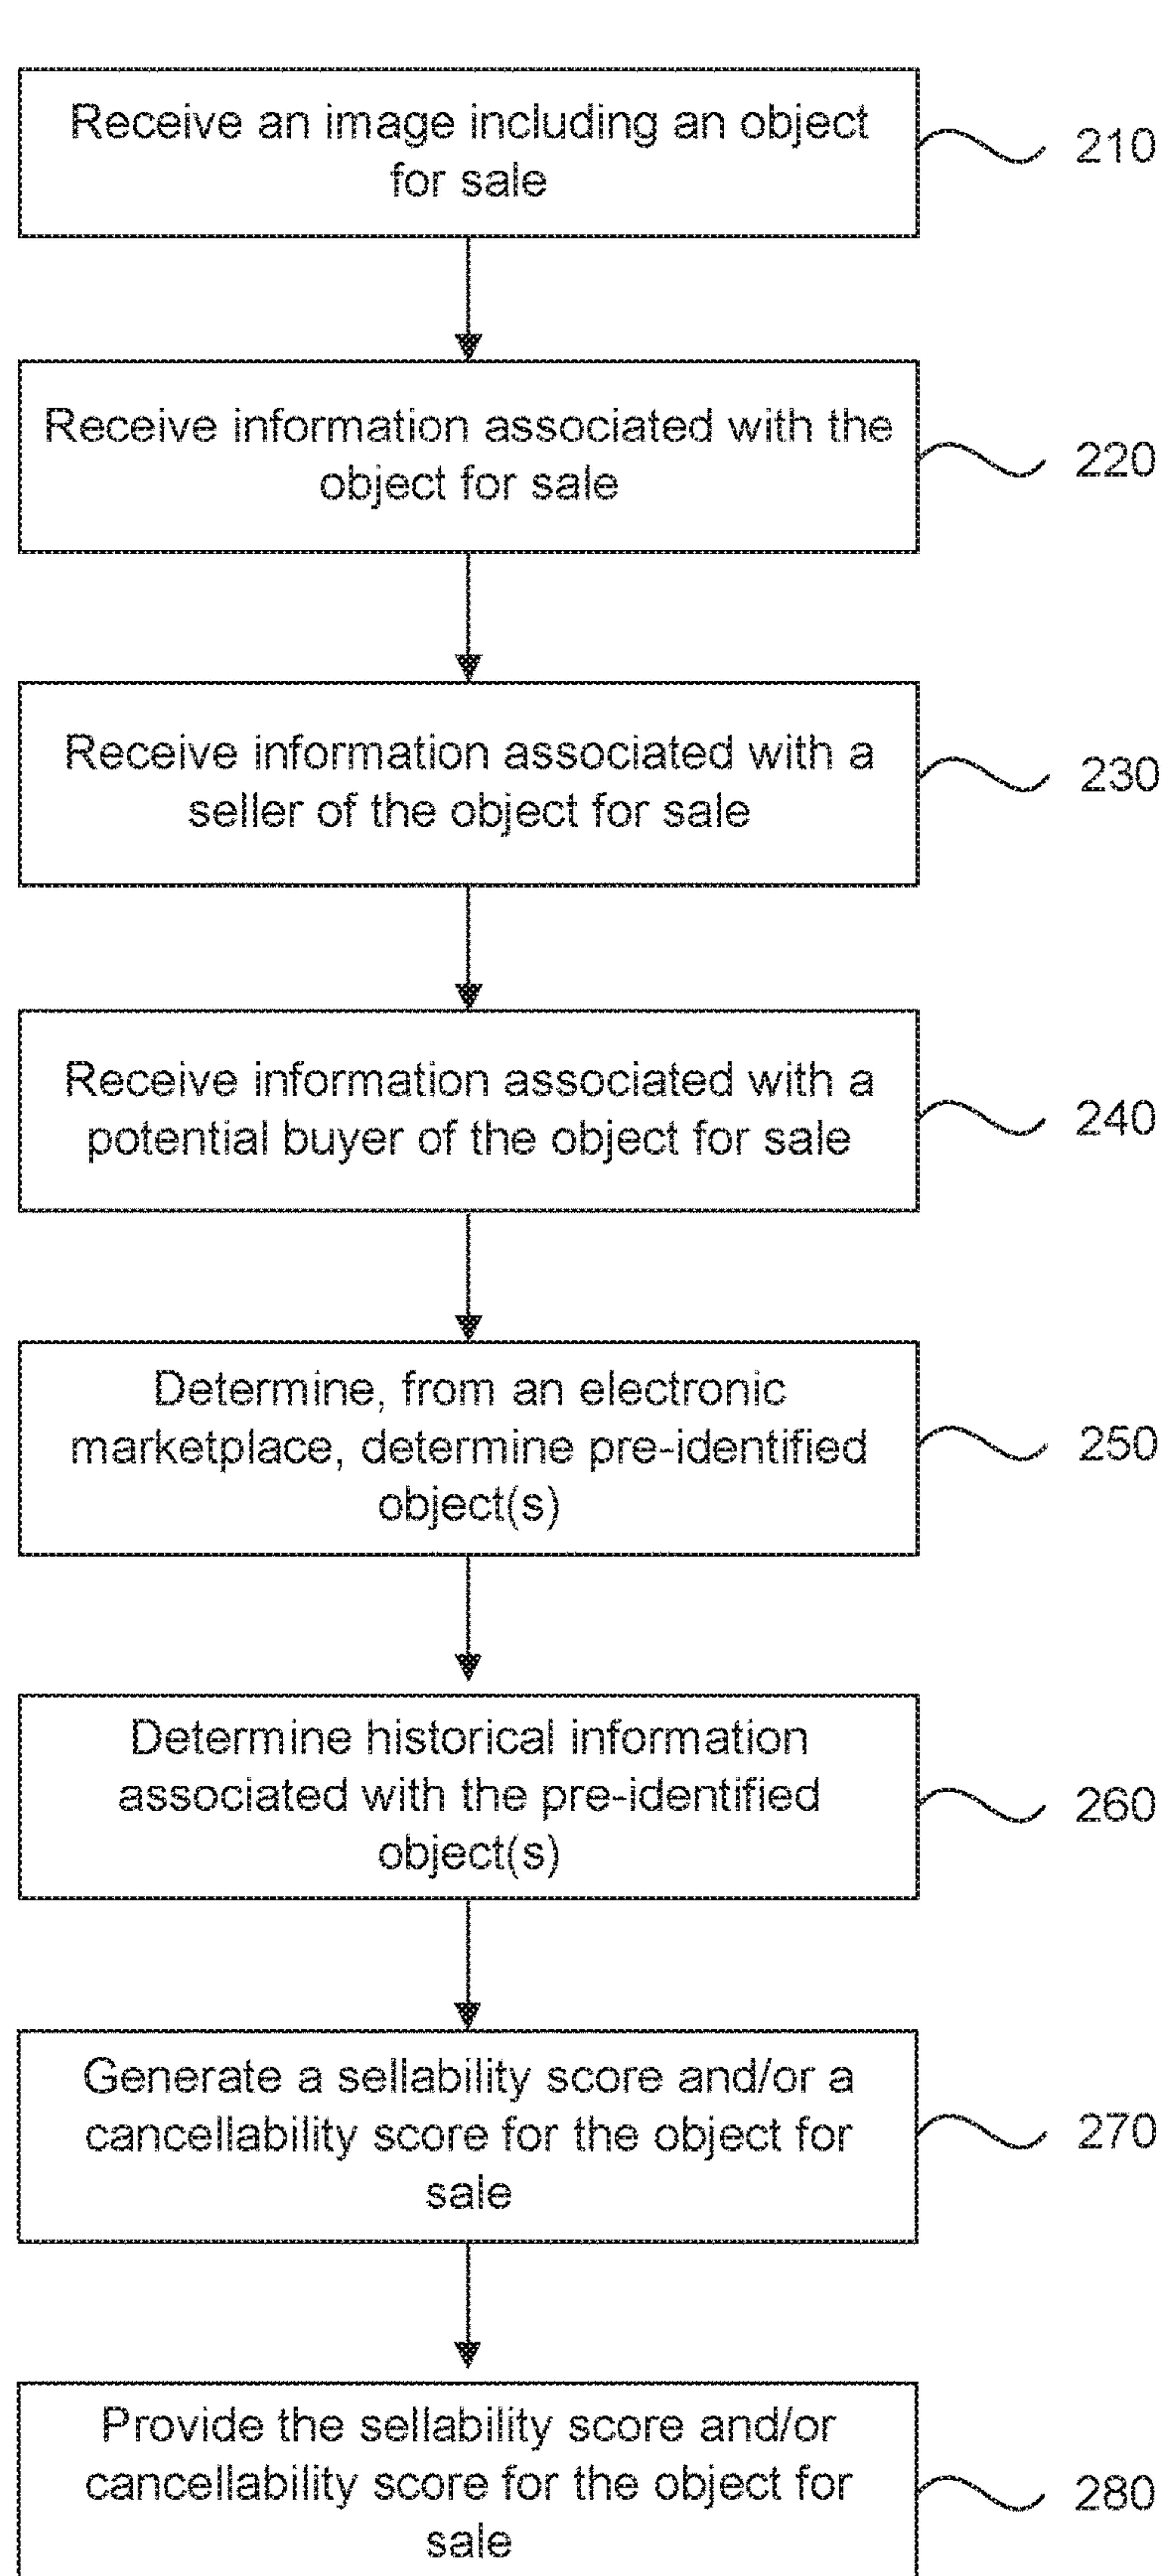 Receive an image including an object
for sale
210
Receive information associated with the
object for sale
220
Receive information associated with a
seller of the object for sale
230
Receive information associated with a
potential buyer of the object for sale
240
Determine, from an electronic
marketplace, determine pre-identified
object(s)
250
Determine historical information
associated with the pre-identified
object(s)
260
Generate a sellability score and/or a
cancellability score for the object for
sale
270
Provide the sellability score and/or
cancellability score for the object for
sale
280